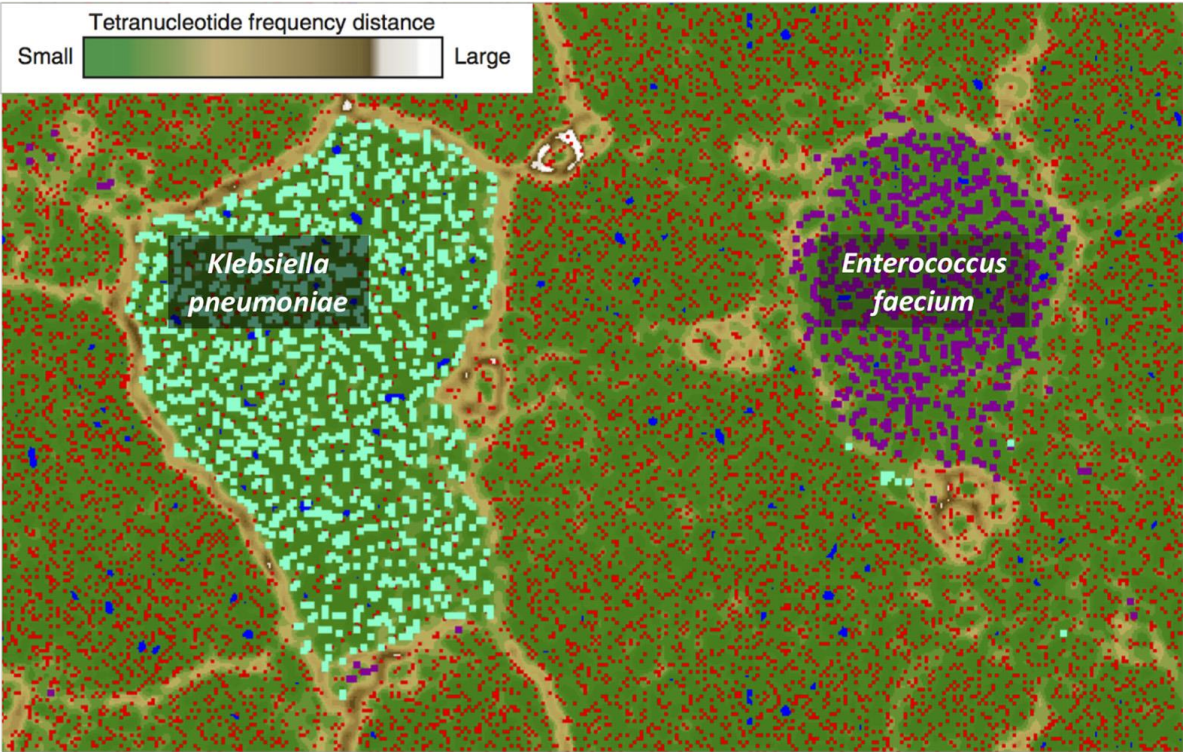 Tetranucleotide frequency distance
Small Large
Klebsiella
pneumoniae
Enterococcus
faecium